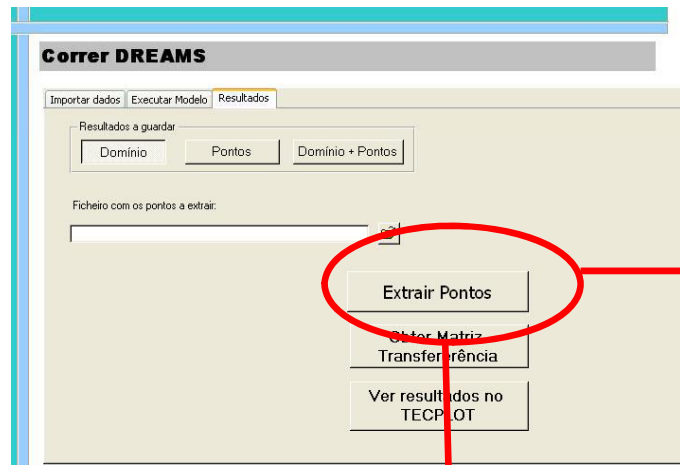 Correr DREAMS
Importar dados Executar Modelo Resultados
Resultados a guardar
Domínio Pontos Domínio + Pontos
Ficheiro com os pontos a extrair:
Extrair Pontos
Obter Matriz
Transfererência
Ver resultados no
TECPLOT